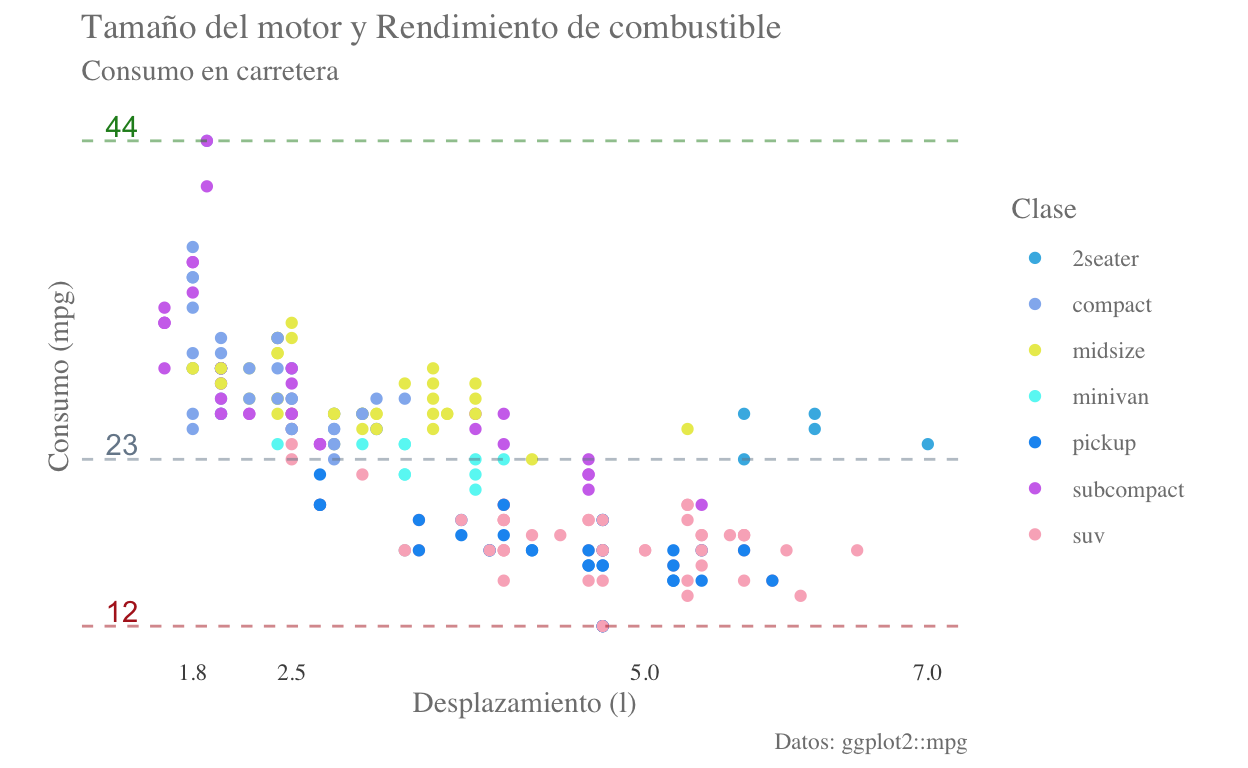 Tamaño del motor y Rendimiento de combustible
Consumo en carretera
44
23
12
Consumo (mpg)
1.8 2.5 5.0 7.0
Desplazamiento (l)
Clase
2seater
compact
midsize
minivan
pickup
subcompact
suv
Datos: ggplot2::mpg